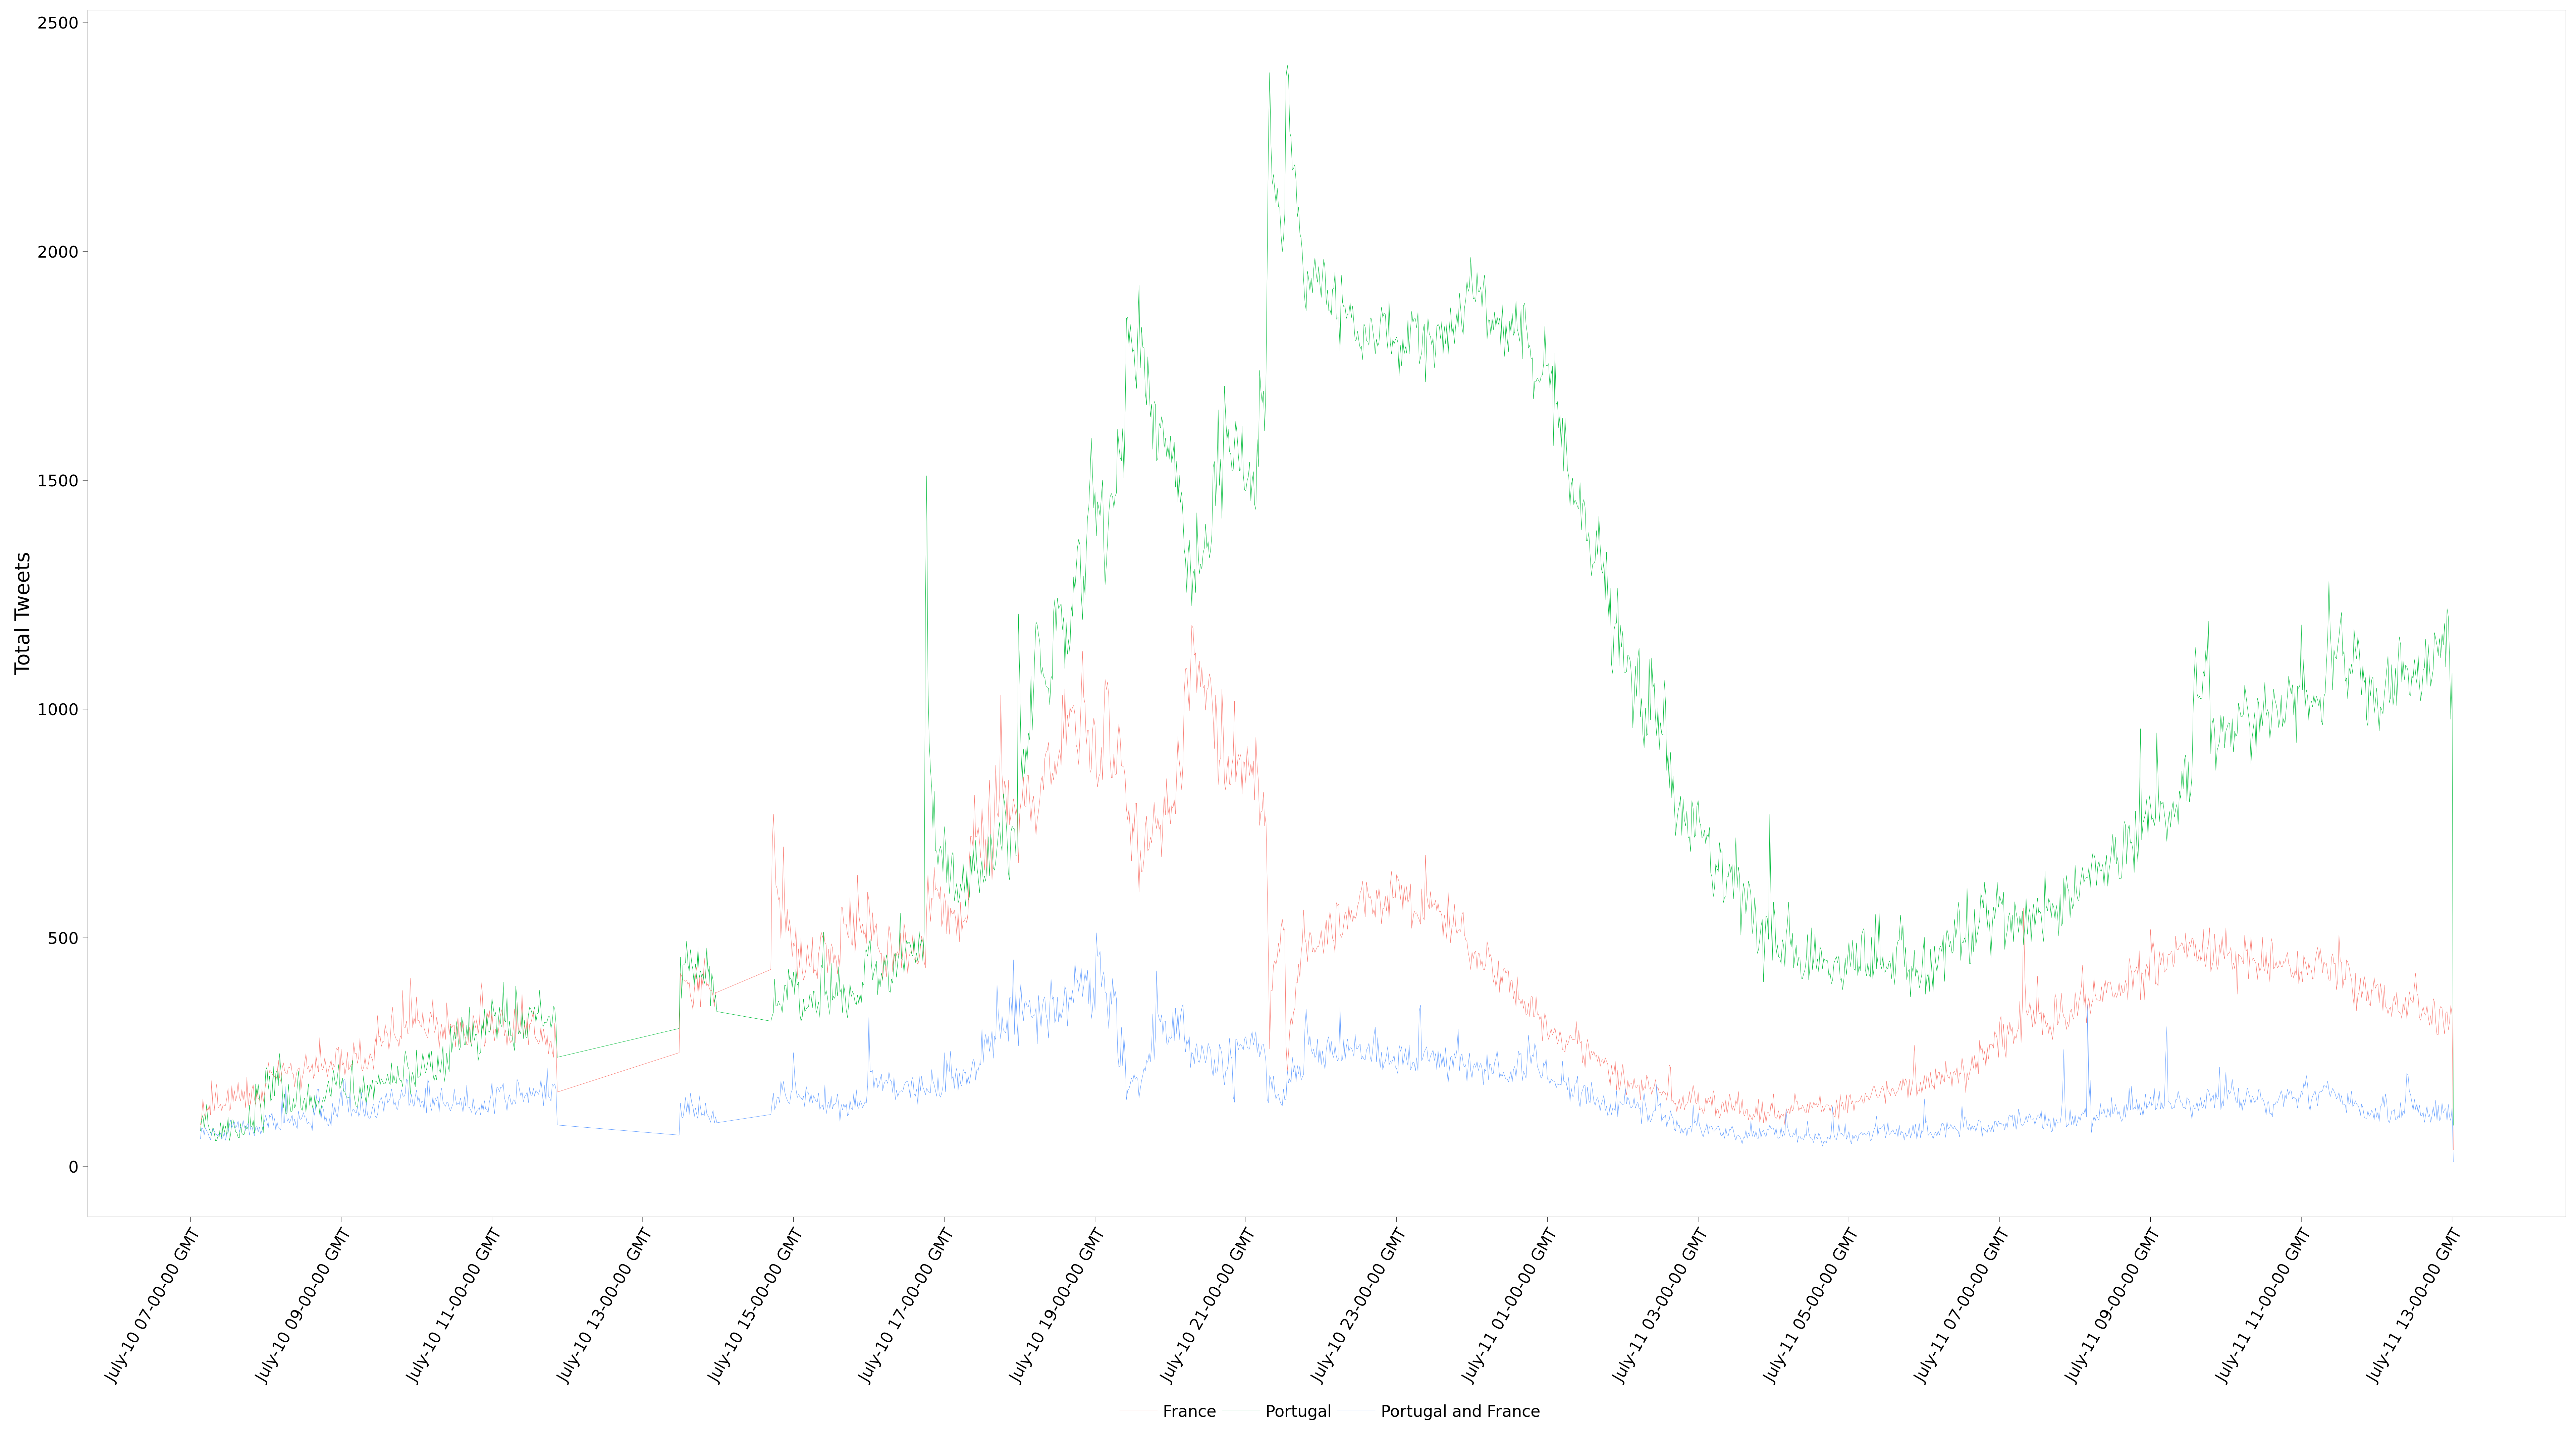 2500
2000
1500
1000
500
0
Total Tweets
July-10 07-00-00 GMT
July-10 09-00-00 GMT
July-10 11-00-00 GMT
July-10 13-00-00 GMT
July-10 15-00-00 GMT
July-10 17-00-00 GMT
July-10 19-00-00 GMT
July-10 21-00-00 GMT
July-10 23-00-00 GMT
July-11 01-00-00 GMT
July-11 03-00-00 GMT
July-11 05-00-00 GMT
July-11 07-00-00 GMT
July-11 09-00-00 GMT
July-11 11-00-00 GMT
July-11 13-00-00 GMT
France Portugal Portugal and France